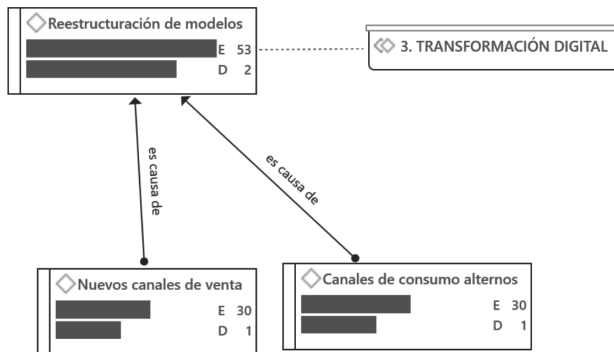 Reestructuración de modelos
E 53
D 2
3. TRANSFORMACIÓN DIGITAL
es causa de
es causa de
Nuevos canales de venta
E 30
D 1
Canales de consumo alternos
E 30
D 1